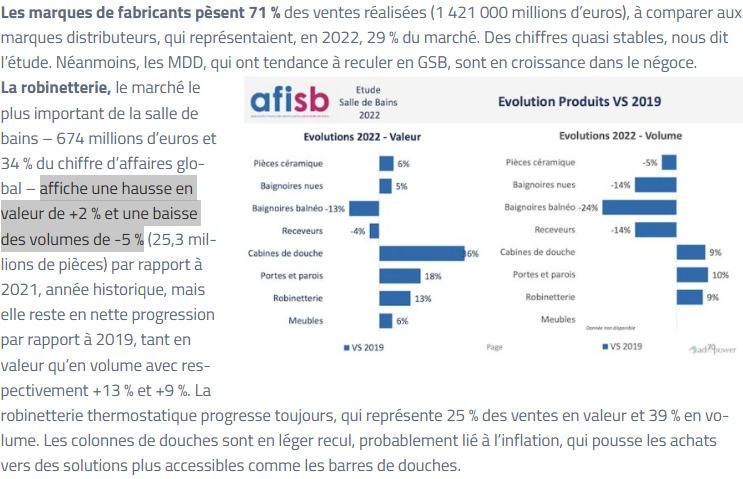 Les marques de fabricants pèsent 71 % des ventes réalisées (1 421 000 millions d’euros), à comparer aux
marques distributeurs, qui représentaient, en 2022, 29 % du marché. Des chiffres quasi stables, nous dit
l’étude. Néanmoins, les MDD, qui ont tendance à reculer en GSB, sont en croissance dans le négoce.
La robinetterie, le marché le
plus important de la salle de
bains – 674 millions d’euros et
34 % du chiffre d’affaires glo-
bal – affiche une hausse en
valeur de +2 % et une baisse
des volumes de -5 % (25,3 mil-
lions de pièces) par rapport à
2021, année historique, mais
elle reste en nette progression
par rapport à 2019, tant en
valeur qu’en volume avec res-
pectivement +13 % et +9 %. La
robinetterie thermostatique progresse toujours, qui représente 25 % des ventes en valeur et 39 % en vo-
lume. Les colonnes de douches sont en léger recul, probablement lié à l’inflation, qui pousse les achats
vers des solutions plus accessibles comme les barres de douches.
afisb
Etude
Salle de Bains
2022
Evolution Produits VS 2019
Evolutions 2022 - Valeur
Pièces céramique 6%
Baignoires nues 5%
Baignoires balnéo -13%
Receveurs -4%
Cabines de douche 6%
Portes et parois 18%
Robinetterie 13%
Meubles 6%
VS 2019
Evolutions 2022 - Volume
Pièces céramique -5%
Baignoires nues -14%
Baignoires balnéo -24%
Receveurs -14%
Cabines de douche 9%
Portes et parois 10%
Robinetterie 9%
Meubles
Donnée non disponible
VS 2019
Page
70